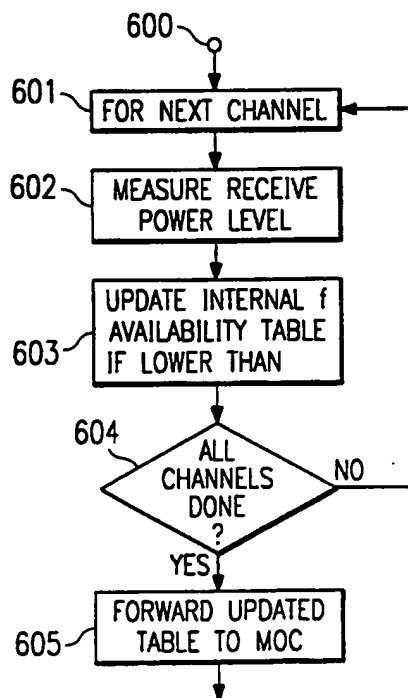 600
601
FOR NEXT CHANNEL
602
MEASURE RECEIVE
POWER LEVEL
603
UPDATE INTERNAL f
AVAILABILITY TABLE
IF LOWER THAN
604
ALL
CHANNELS
DONE
?
NO
YES
605
FORWARD UPDATED
TABLE TO MOC